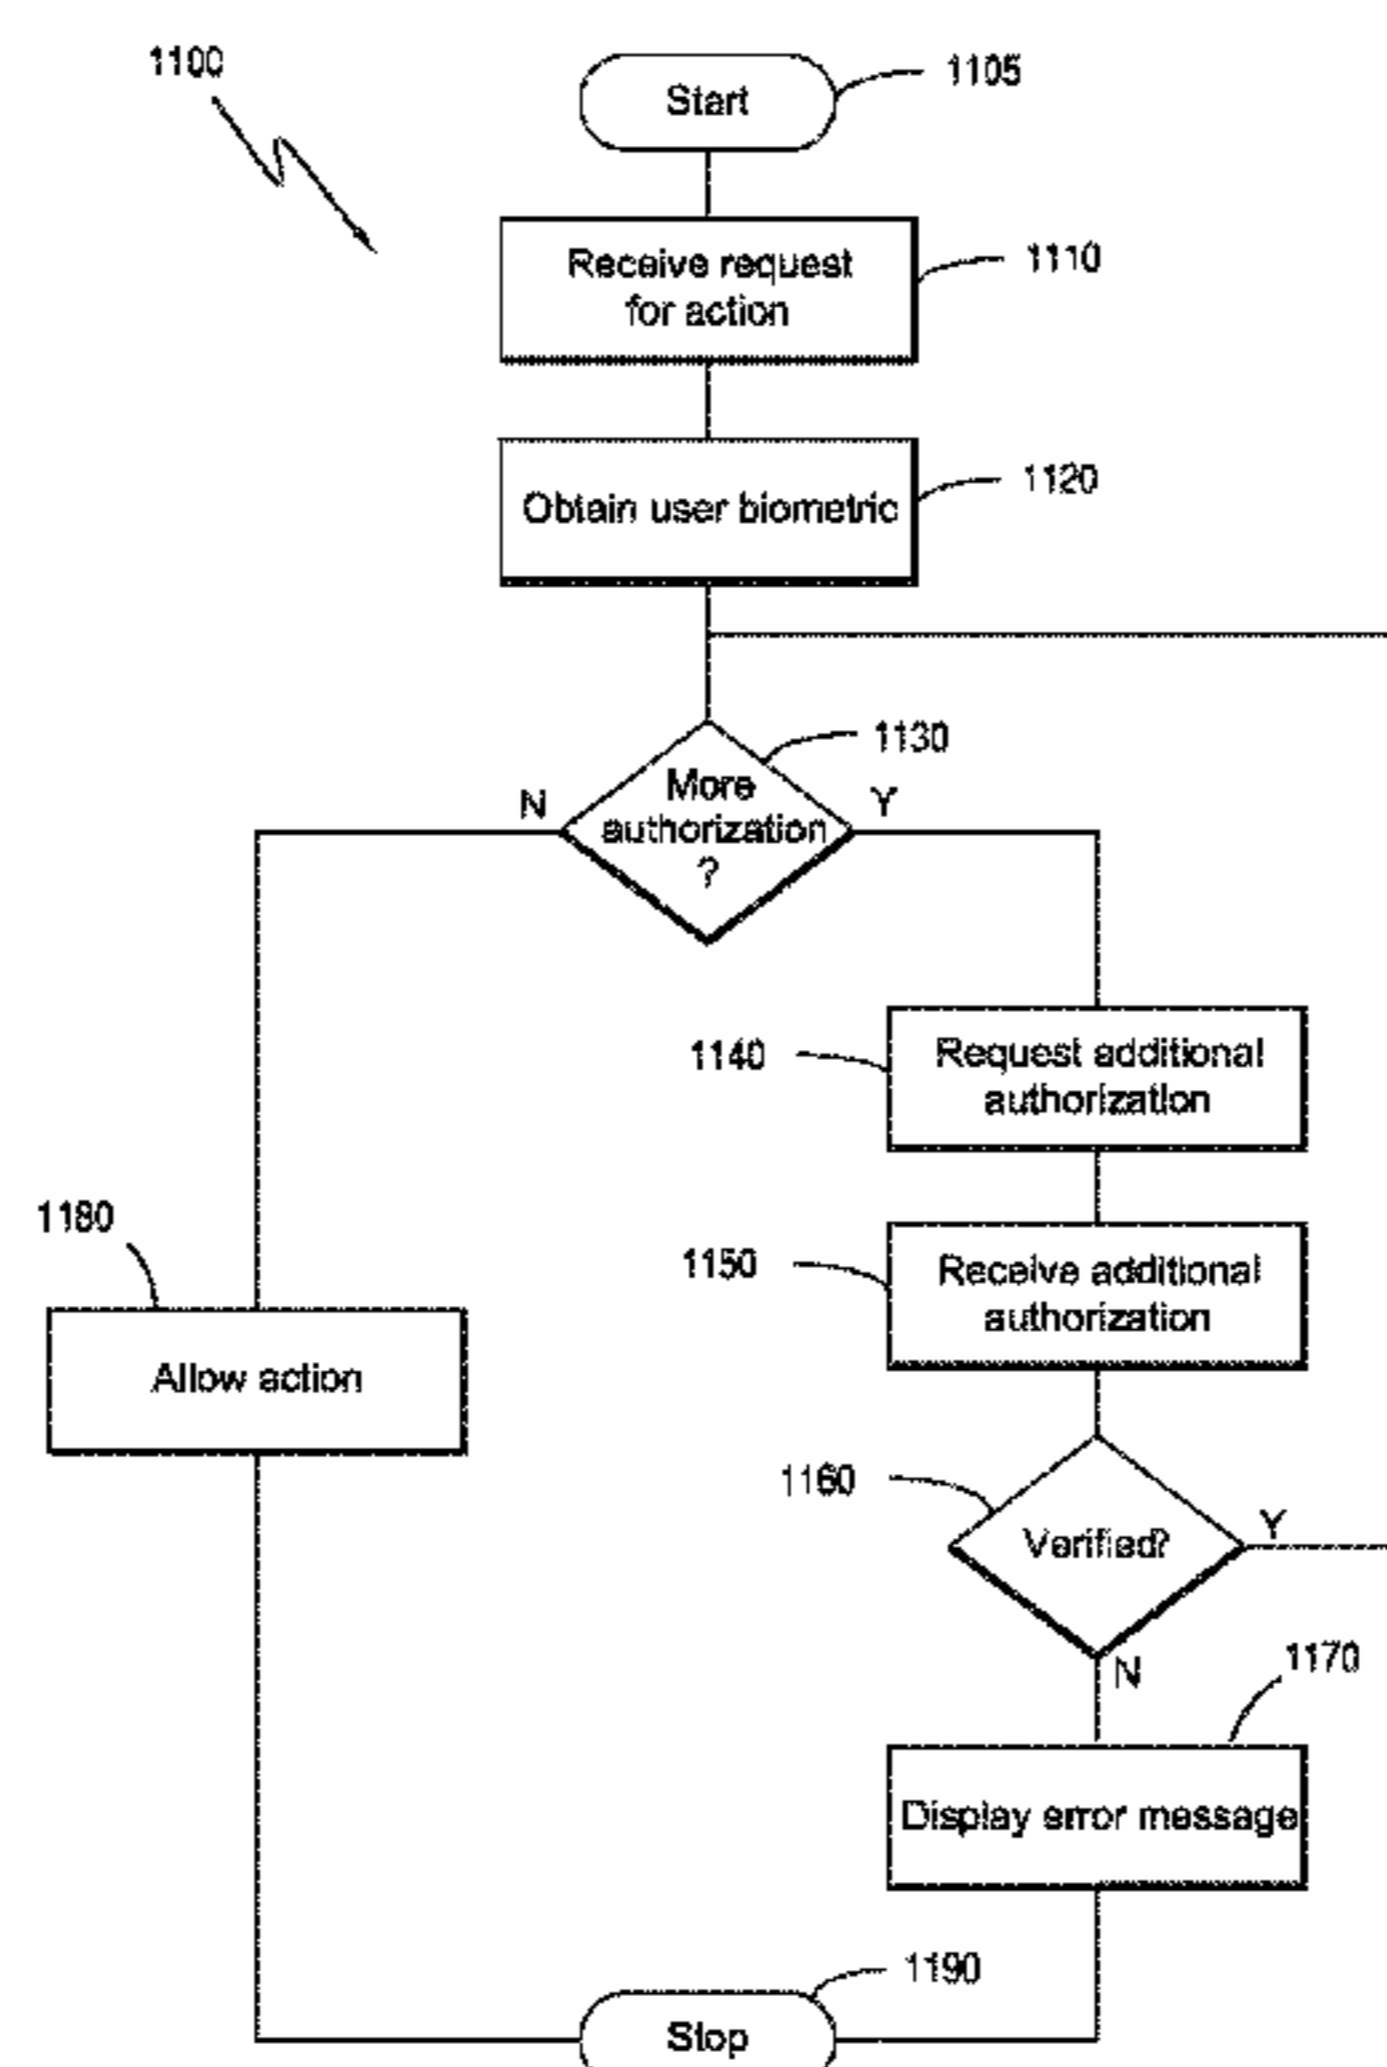 1100
Start
1105
Receive request
for action
1110
Obtain user biometric
1120
1130
N
More
authorization
?
Y
1140
Request additional
authorization
1180
1150
Receive additional
authorization
Allow action
1160
Verified?
Y
N
1170
Display error message
1190
Stop